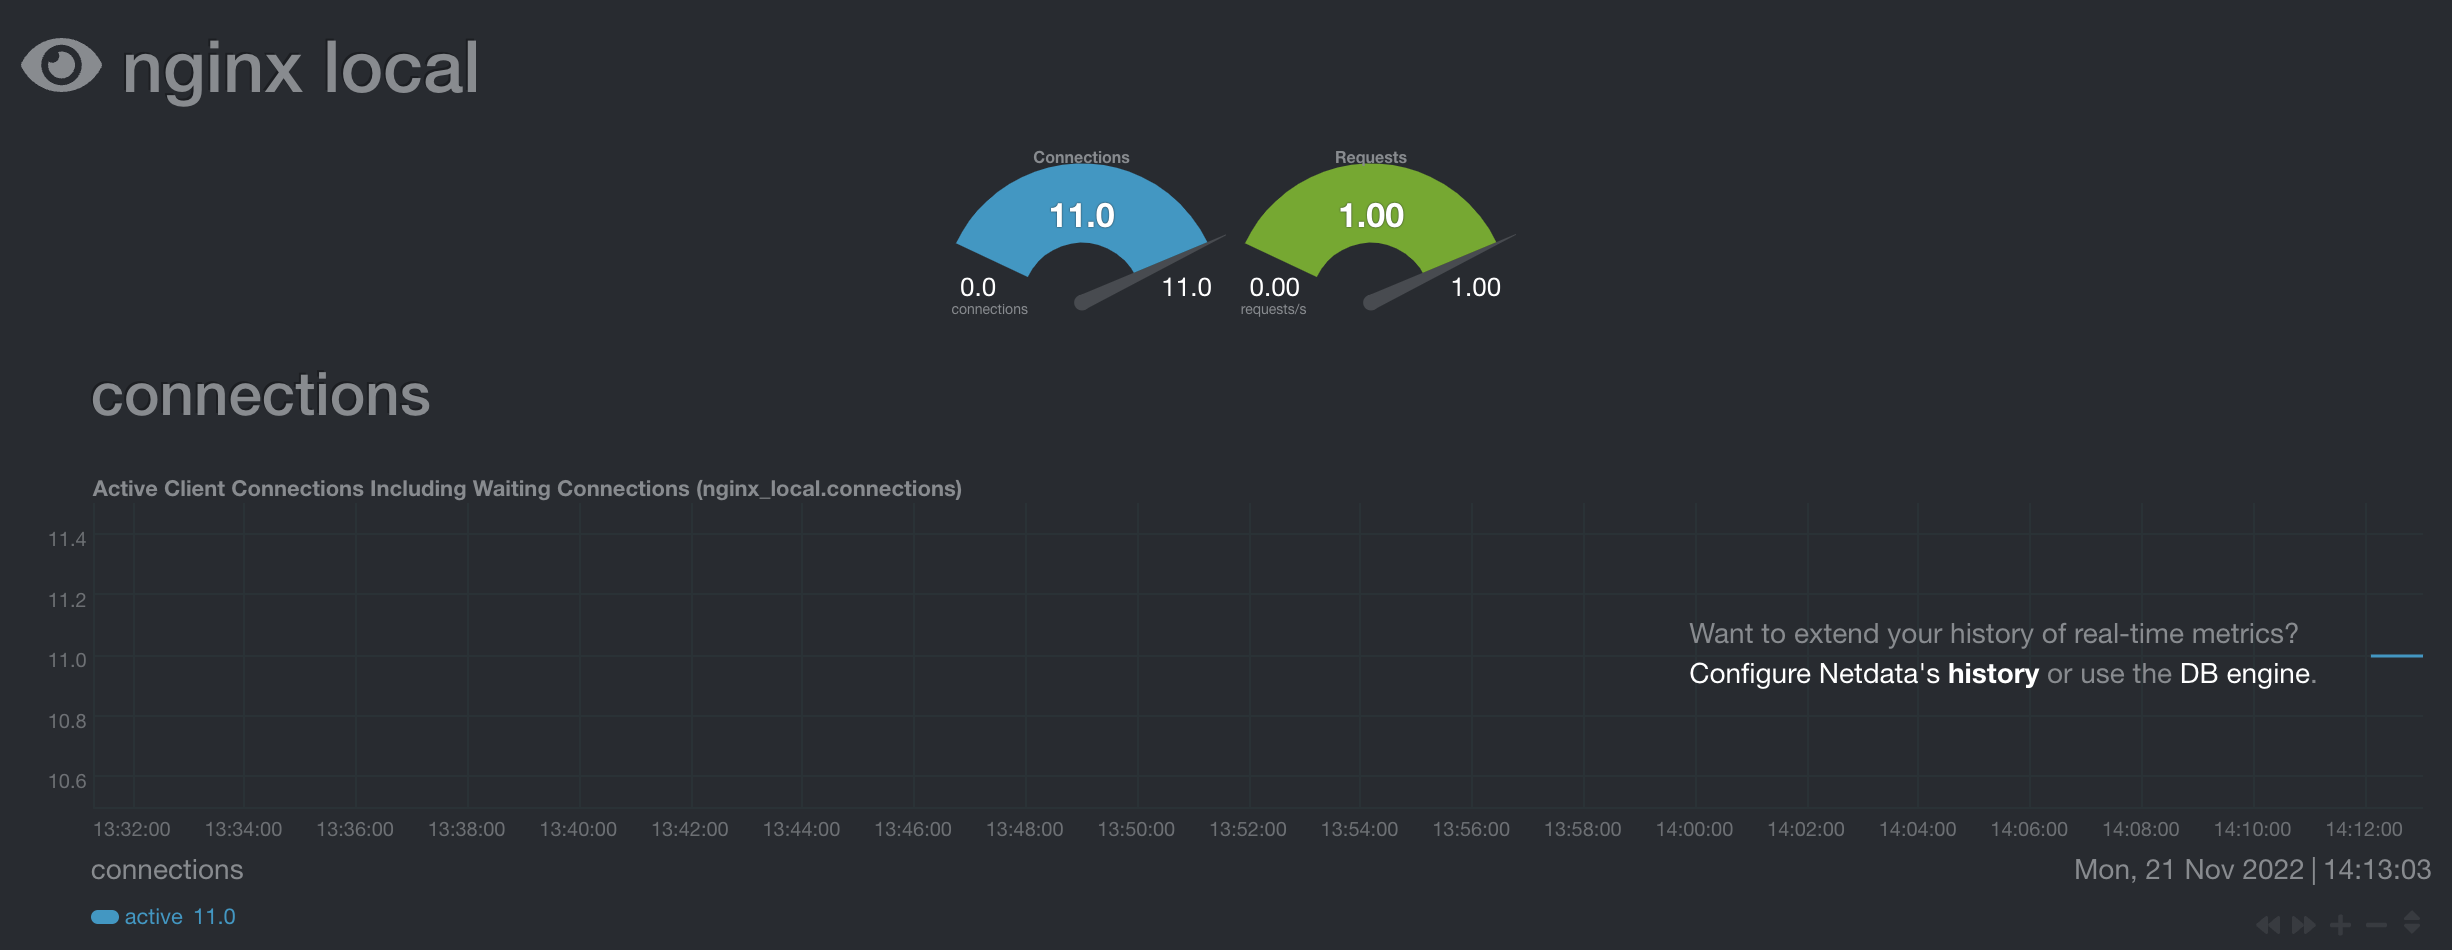 nginx local
Connections
11.0
0.0
11.0
connections
Requests
1.00
0.00
1.00
requests/s
connections
Active Client Connections Including Waiting Connections (nginx_local.connections)
11.4
11.2
11.0
10.8
10.6
Want to extend your history of real-time metrics?
Configure Netdata's history or use the DB engine.
13:32:00 13:34:00 13:36:00 13:38:00 13:40:00 13:42:00 13:44:00 13:46:00 13:48:00 13:50:00 13:52:00 13:54:00 13:56:00 13:58:00 14:00:00 14:02:00 14:04:00 14:06:00 14:08:00 14:10:00 14:12:00
connections
Mon, 21 Nov 2022 | 14:13:03
active 11.0